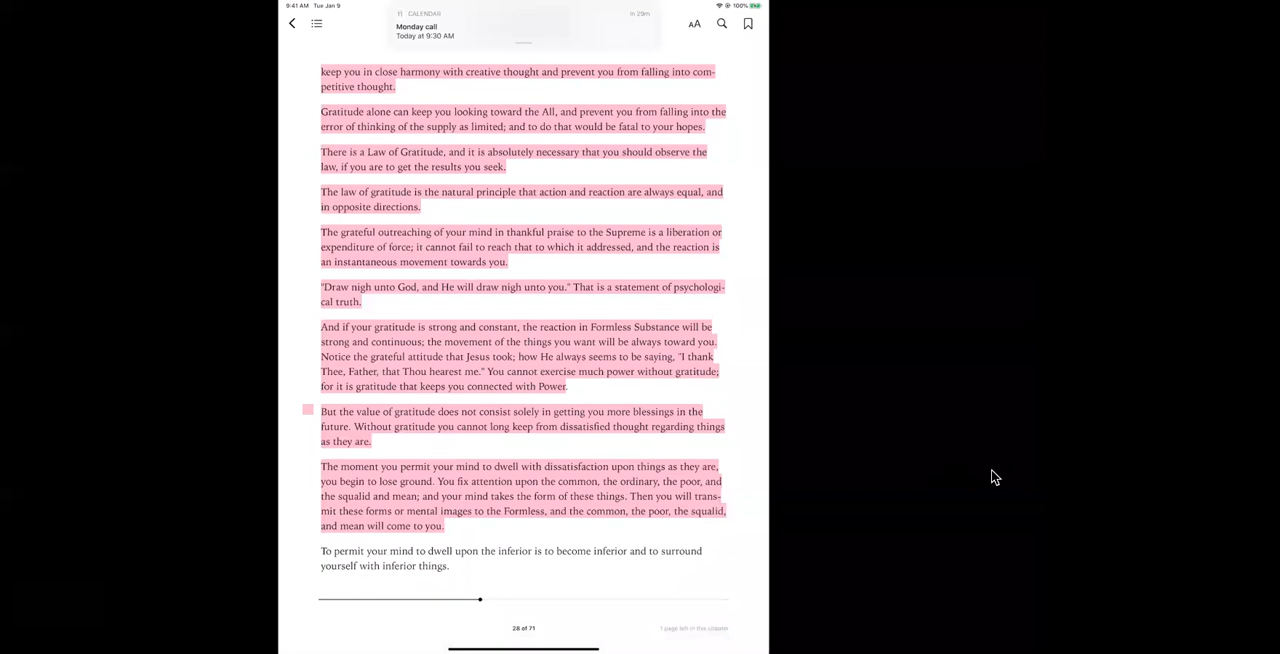 9:41 AM Tue Jan 9
100%
CALENDAR
in 29m
Monday call
Today at 9:30 AM
AA
keep you in close harmony with creative thought and prevent you from falling into com-
petitive thought.
Gratitude alone can keep you looking toward the All, and prevent you from falling into the
error of thinking of the supply as limited; and to do that would be fatal to your hopes.
There is a Law of Gratitude, and it is absolutely necessary that you should observe the
law, if you are to get the results you seek.
The law of gratitude is the natural principle that action and reaction are always equal, and
in opposite directions.
The grateful outreaching of your mind in thankful praise to the Supreme is a liberation or
expenditure of force; it cannot fail to reach that to which it addressed, and the reaction is
an instantaneous movement towards you.
"Draw nigh unto God, and He will draw nigh unto you." That is a statement of psychologi-
cal truth.
And if your gratitude is strong and constant, the reaction in Formless Substance will be
strong and continuous; the movement of the things you want will be always toward you.
Notice the grateful attitude that Jesus took; how He always seems to be saying, "I thank
Thee, Father, that Thou hearest me." You cannot exercise much power without gratitude;
for it is gratitude that keeps you connected with Power.
But the value of gratitude does not consist solely in getting you more blessings in the
future. Without gratitude you cannot long keep from dissatisfied thought regarding things
as they are.
The moment you permit your mind to dwell with dissatisfaction upon things as they are,
you begin to lose ground. You fix attention upon the common, the ordinary, the poor, and
the squalid and mean; and your mind takes the form of these things. Then you will trans-
mit these forms or mental images to the Formless, and the common, the poor, the squalid,
and mean will come to you.
To permit your mind to dwell upon the inferior is to become inferior and to surround
yourself with inferior things.
28 of 71
1 page left in this chapter